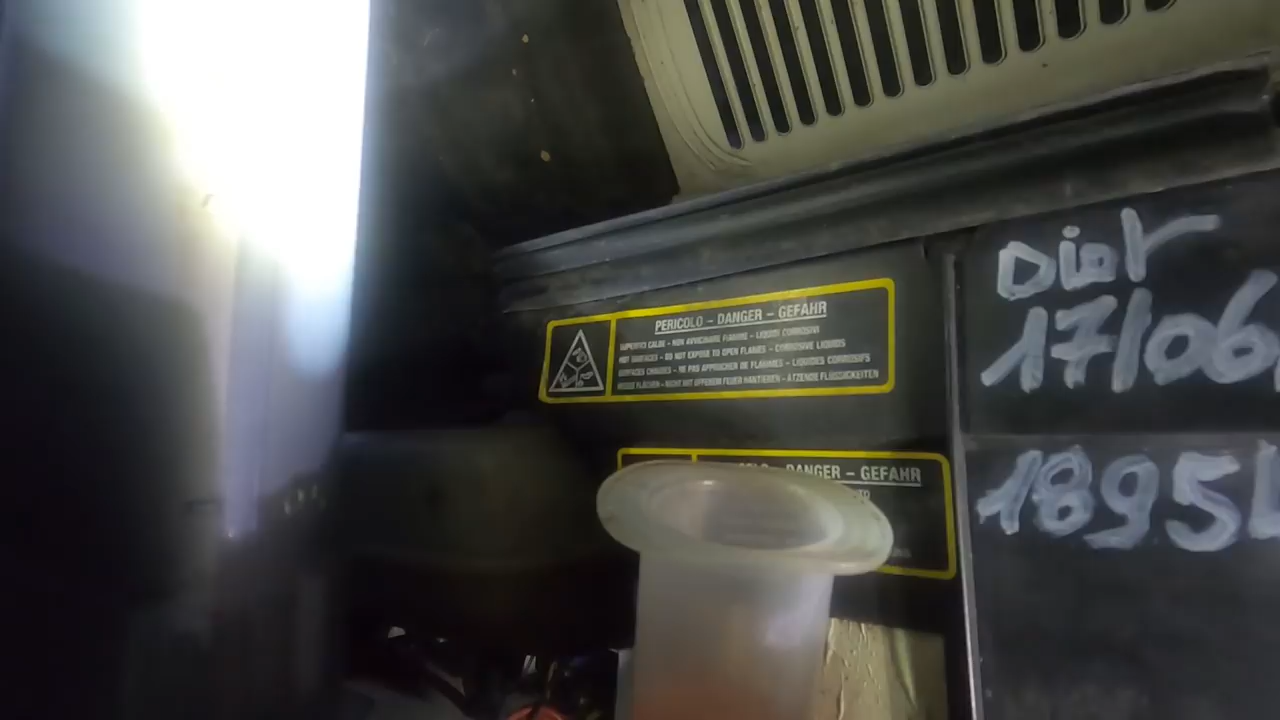 PERICOLO - DANGER - GEFAHR
SUPERFICI CALDE - NON AVVICINARE FIAMME - LIQUIDI CORROSIVI
HOT SURFACES - DO NOT EXPOSE TO OPEN FLAMES - CORROSIVE LIQUIDS
SURFACES CHAUDES - NE PAS APPROCHER DE FLAMMES - LIQUIDES CORROSIFS
HEISSE FLÄCHEN - NICHT MIT OFFENEM FEUER HANTIEREN - ÄTZENDE FLÜSSIGKEITEN
DANGER - GEFAHR
17/06
1895